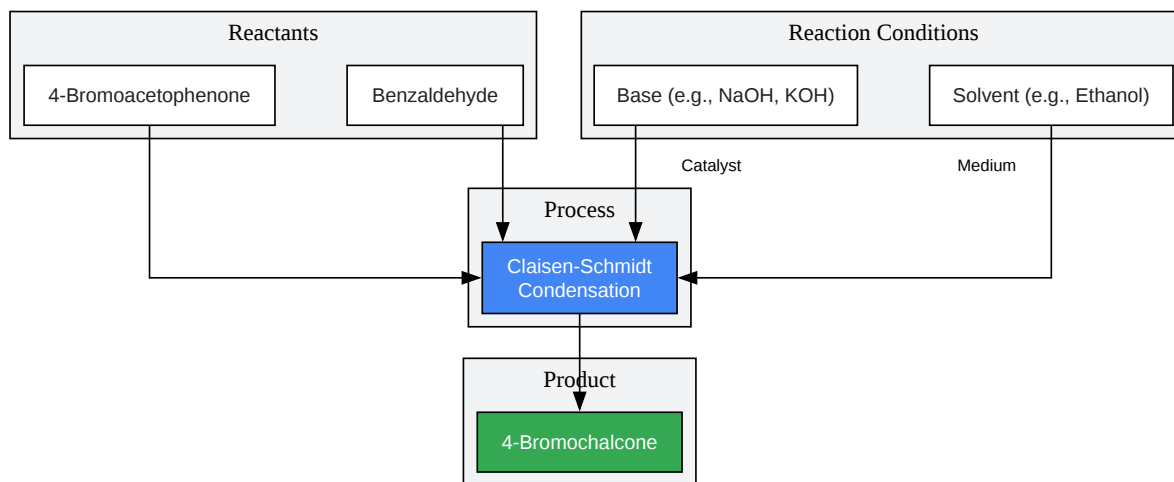 Reactants
Reaction Conditions
4-Bromoacetophenone
Benzaldehyde
Base (e.g., NaOH, KOH)
Solvent (e.g., Ethanol)
Catalyst
Medium
Process
Claisen-Schmidt
Condensation
Product
4-Bromochalcone